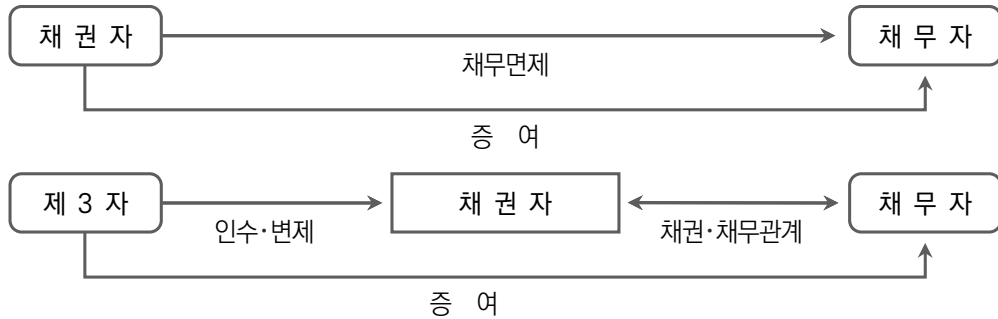 채 권 자
채 무 자
채무면제
증 여
제 3 자
채 권 자
채 무 자
인수·변제
채권·채무관계
증 여